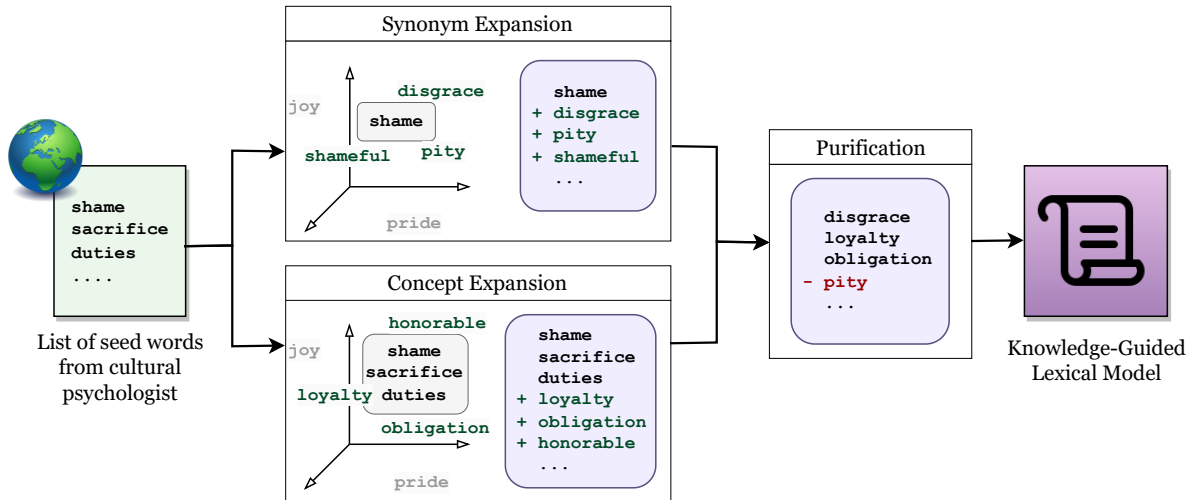 shame
sacrifice
duties
....
List of seed words
from cultural
psychologist
Synonym Expansion
joy
disgrace
shame
shameful
pity
pride
shame
+ disgrace
+ pity
+ shameful
...
Concept Expansion
joy
honorable
shame
sacrifice
loyalty
duties
obligation
pride
shame
sacrifice
duties
+ loyalty
+ obligation
+ honorable
...
Purification
disgrace
loyalty
obligation
- pity
...
Knowledge-Guided
Lexical Model